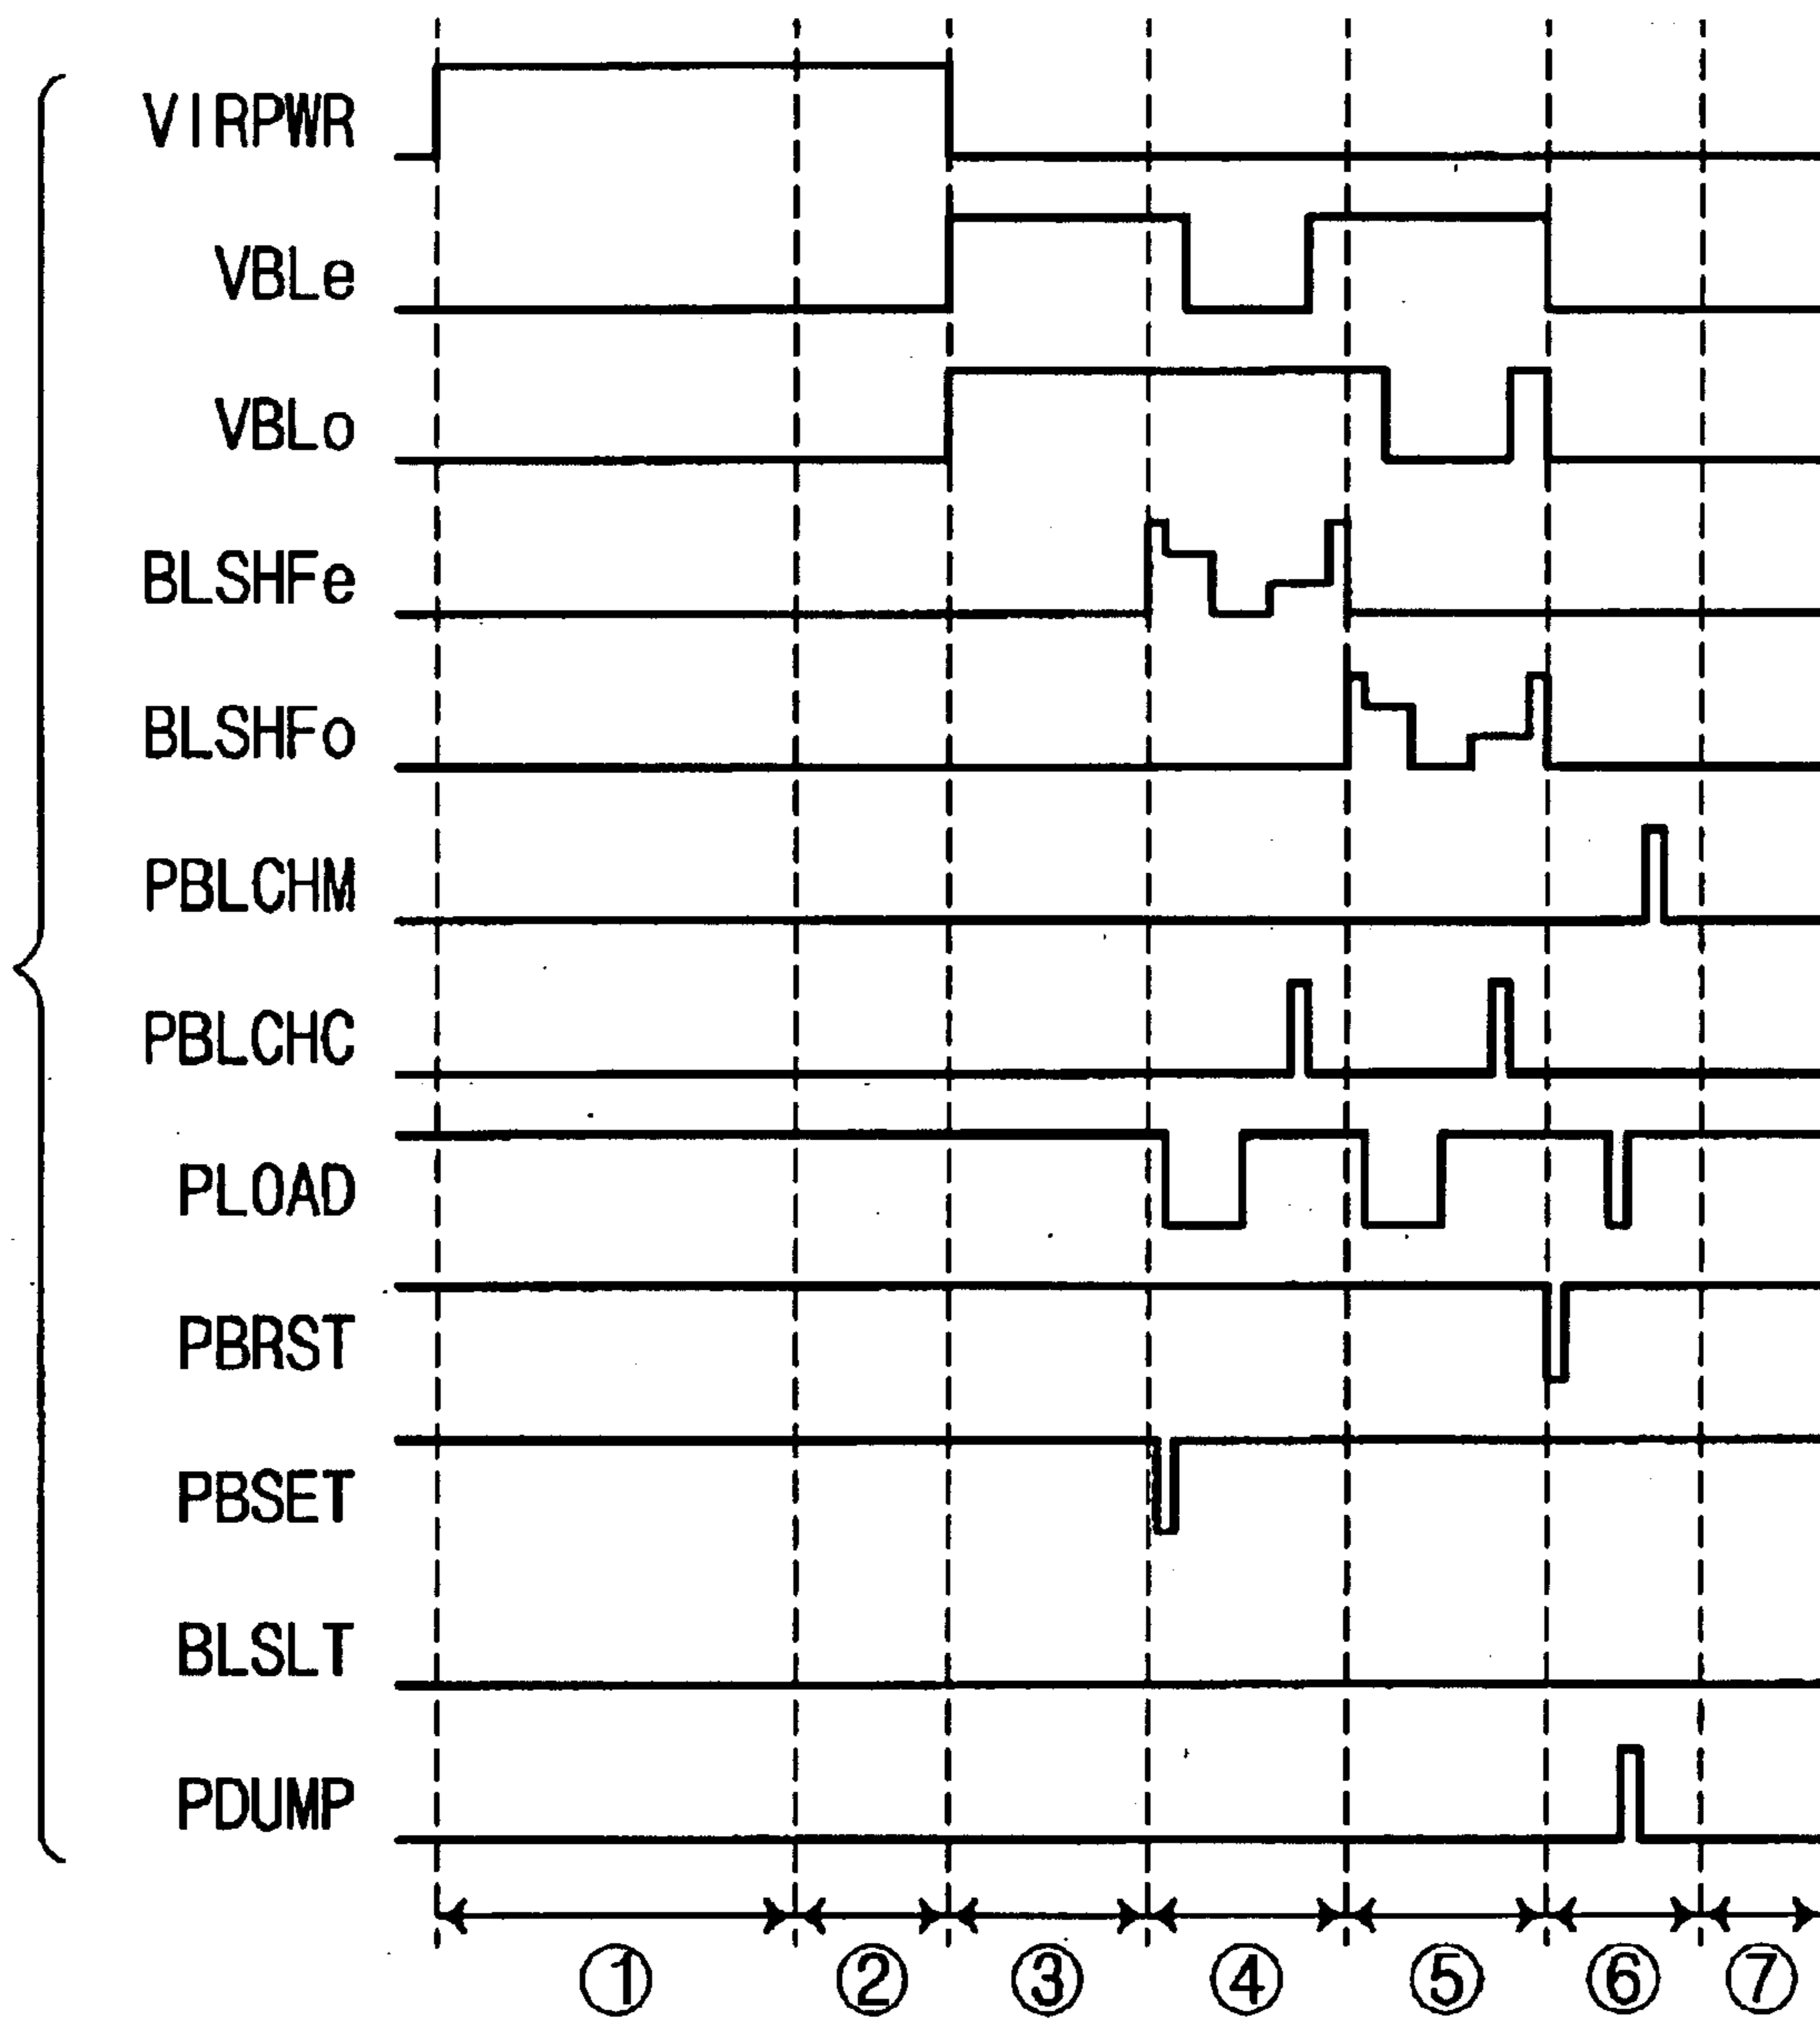 VIRPWR
VBLe
VBLo
BLSHFe
BLSHFo
PBLCHM
PBLCHC
PLOAD
PBRST
PBSET
BLSLT
PDUMP
① ② ③ ④ ⑤ ⑥ ⑦